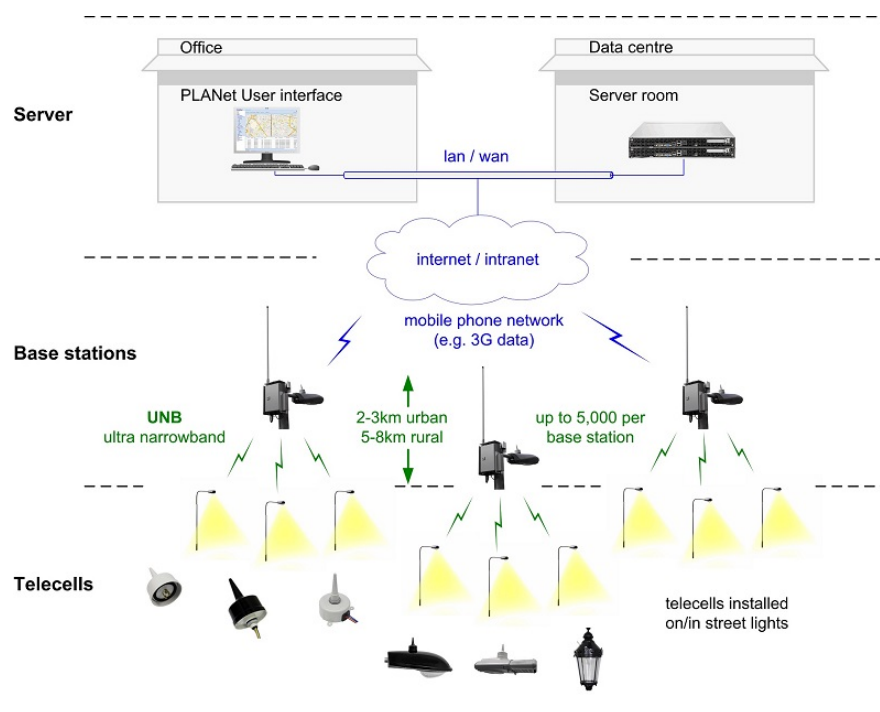 Office
Data centre
PLANet User interface
Server room
Server
lan / wan
internet / intranet
mobile phone network
(e.g. 3G data)
Base stations
UNB
ultra narrowband
2-3km urban
5-8km rural
up to 5,000 per
base station
Telecells
telecells installed
on/in street lights